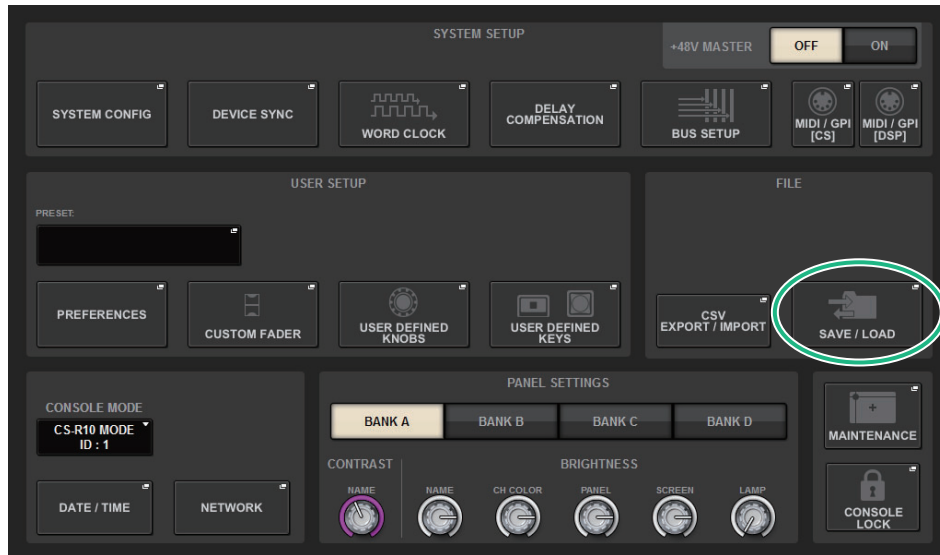 SYSTEM SETUP
+48V MASTER
OFF
ON
SYSTEM CONFIG
DEVICE SYNC
WORD CLOCK
DELAY
COMPENSATION
BUS SETUP
MIDI / GPI
[CS]
MIDI / GPI
[DSP]
USER SETUP
PRESET:
PREFERENCES
CUSTOM FADER
USER DEFINED
KNOBS
USER DEFINED
KEYS
FILE
CSV
EXPORT / IMPORT
SAVE / LOAD
CONSOLE MODE
CS-R10 MODE
ID : 1
DATE / TIME
NETWORK
PANEL SETTINGS
BANK A
BANK B
BANK C
BANK D
CONTRAST
BRIGHTNESS
NAME
NAME
CH COLOR
PANEL
SCREEN
LAMP
MAINTENANCE
CONSOLE
LOCK